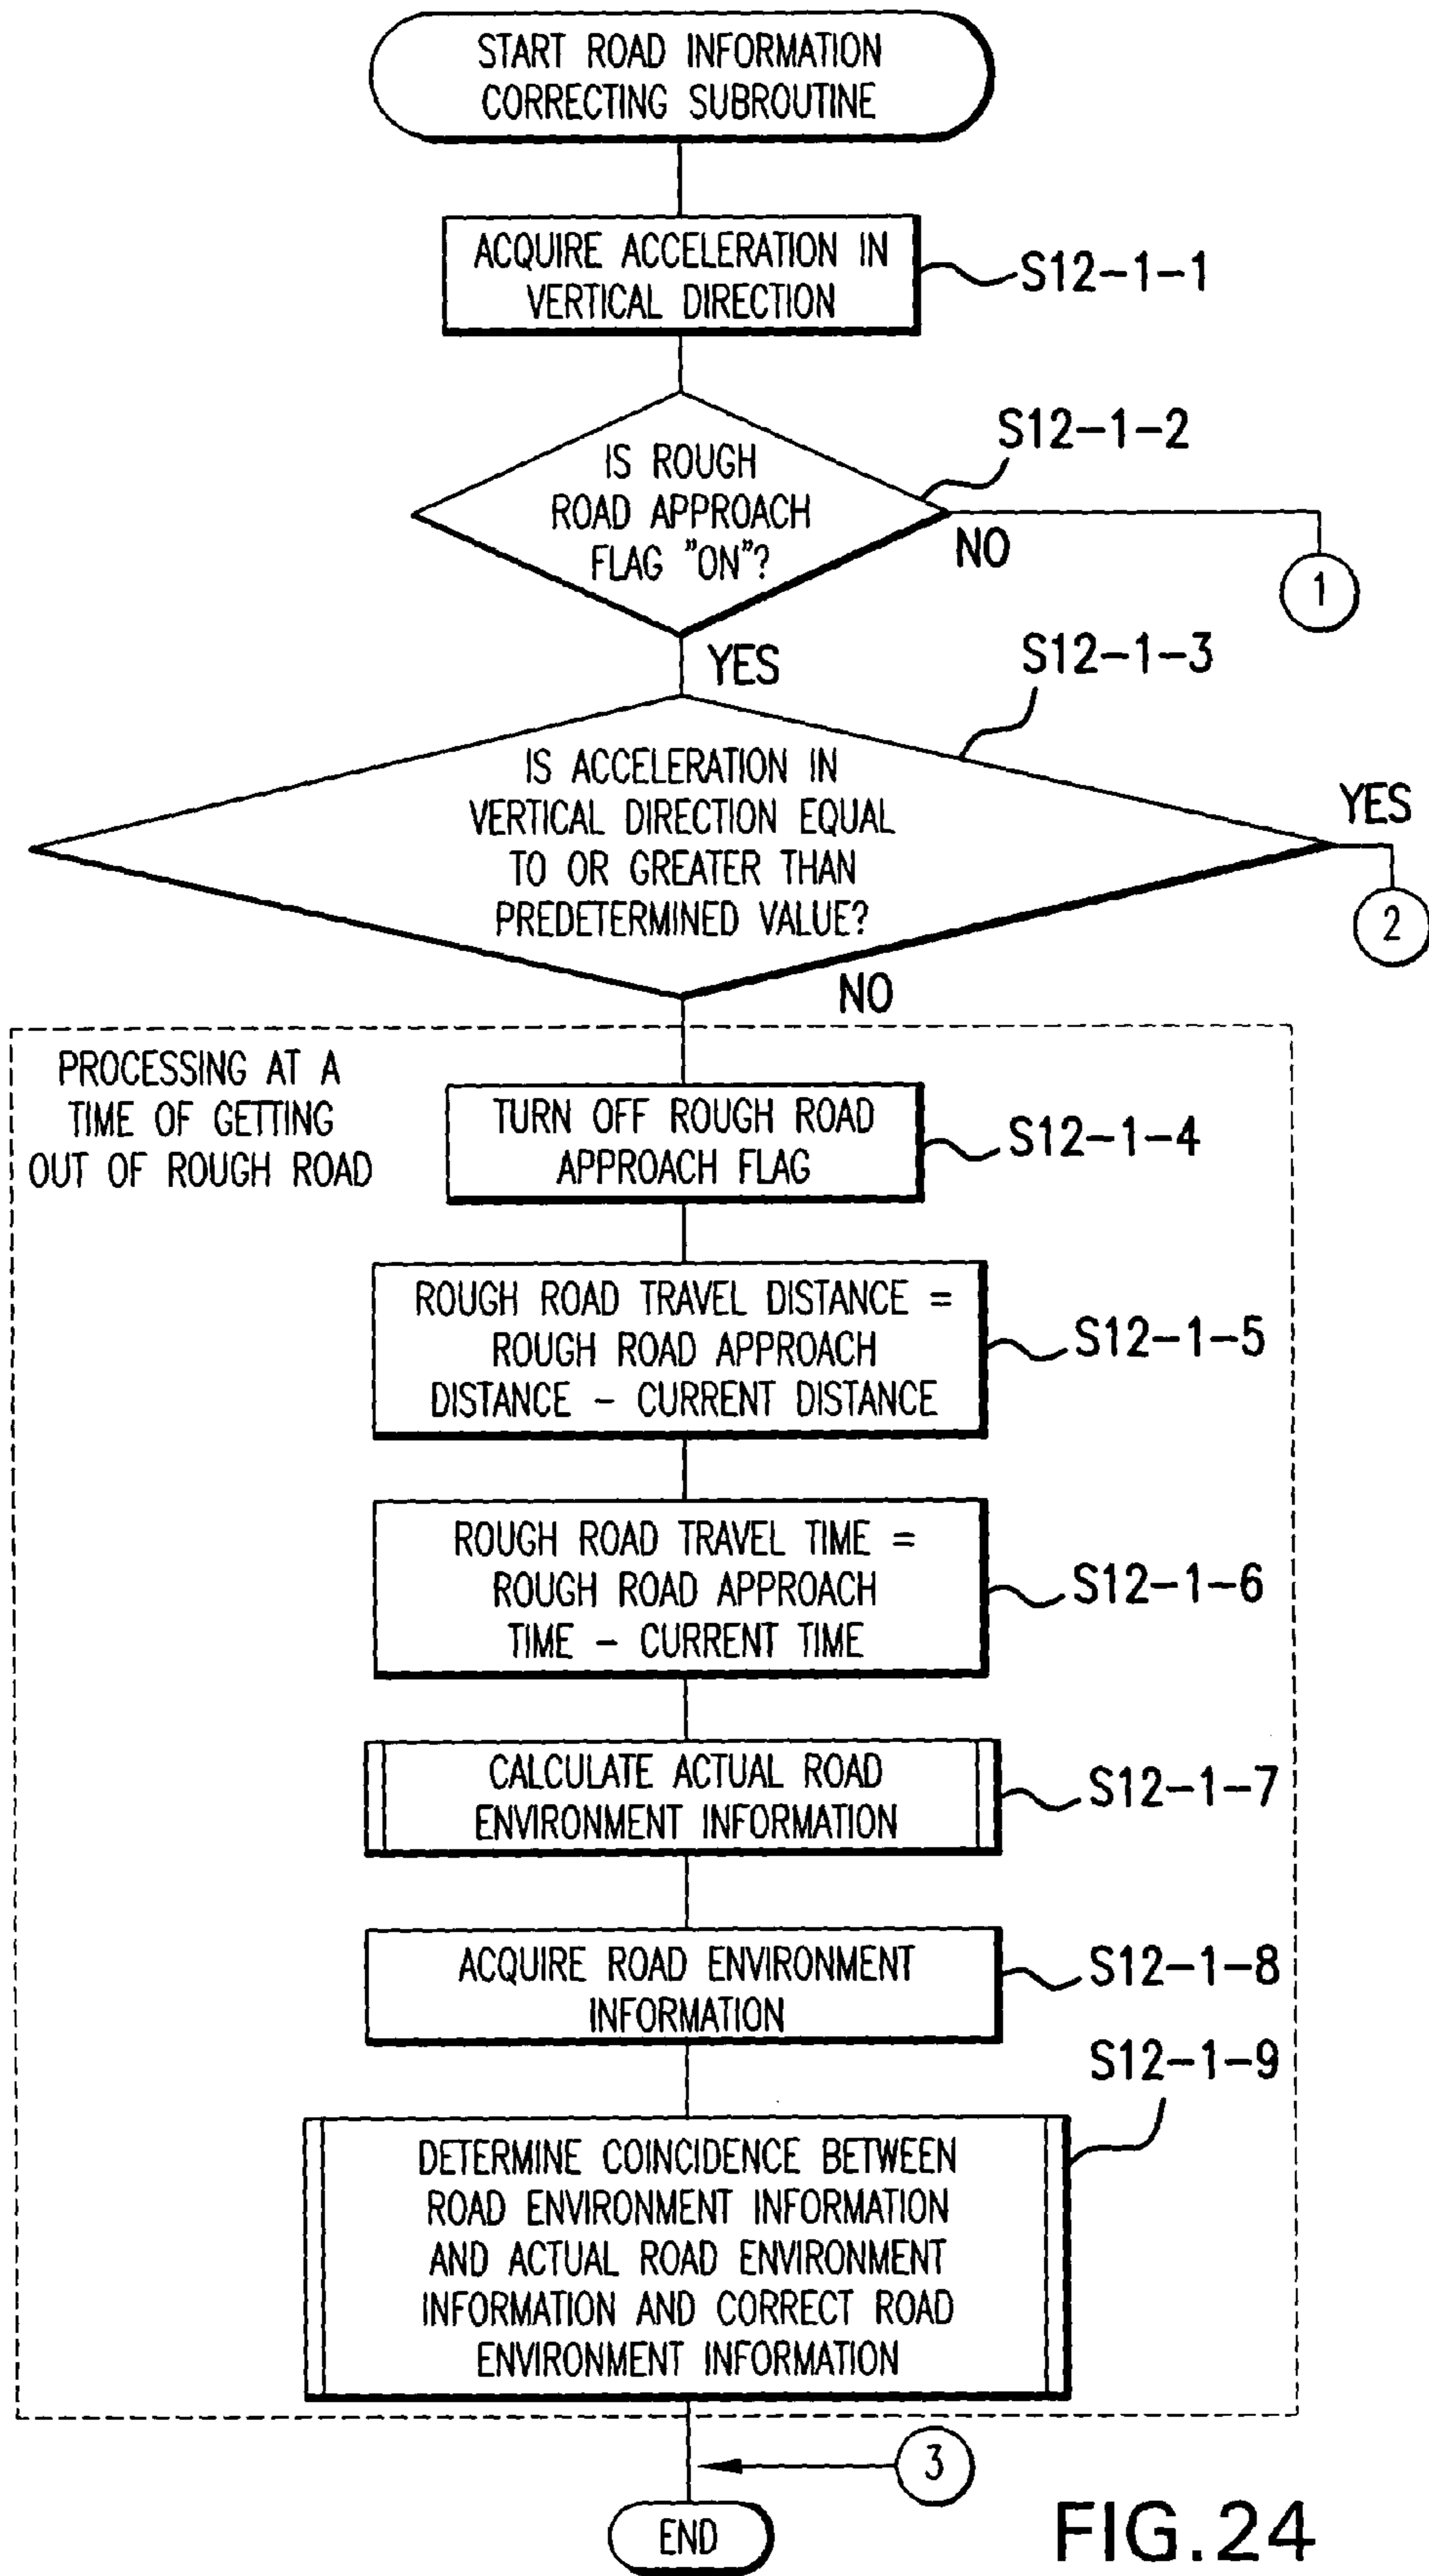 START ROAD INFORMATION
CORRECTING SUBROUTINE
ACQUIRE ACCELERATION IN
VERTICAL DIRECTION
S12-1-1
IS ROUGH
ROAD APPROACH
FLAG "ON"?
S12-1-2
NO
1
YES
S12-1-3
IS ACCELERATION IN
VERTICAL DIRECTION EQUAL
TO OR GREATER THAN
PREDETERMINED VALUE?
YES
2
NO
PROCESSING AT A
TIME OF GETTING
OUT OF ROUGH ROAD
TURN OFF ROUGH ROAD
APPROACH FLAG
S12-1-4
ROUGH ROAD TRAVEL DISTANCE =
ROUGH ROAD APPROACH
DISTANCE - CURRENT DISTANCE
S12-1-5
ROUGH ROAD TRAVEL TIME =
ROUGH ROAD APPROACH
TIME - CURRENT TIME
S12-1-6
CALCULATE ACTUAL ROAD
ENVIRONMENT INFORMATION
S12-1-7
ACQUIRE ROAD ENVIRONMENT
INFORMATION
S12-1-8
S12-1-9
DETERMINE COINCIDENCE BETWEEN
ROAD ENVIRONMENT INFORMATION
AND ACTUAL ROAD ENVIRONMENT
INFORMATION AND CORRECT ROAD
ENVIRONMENT INFORMATION
3
END
FIG.24